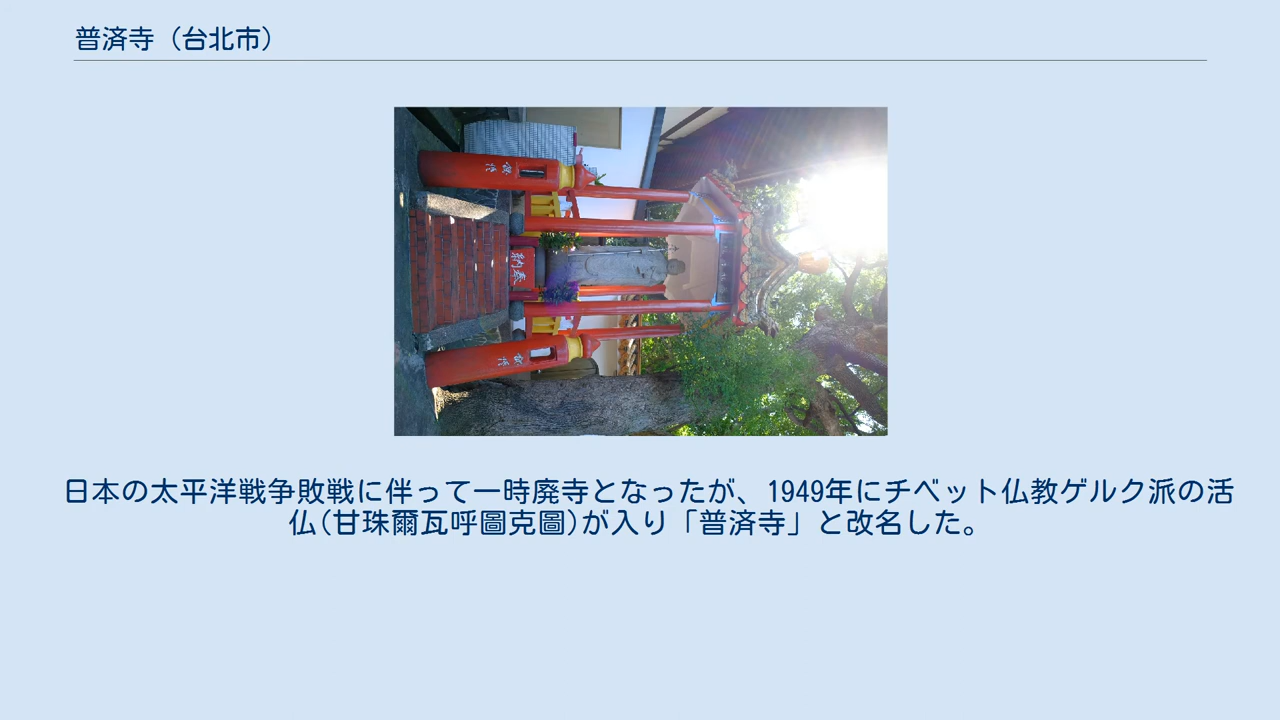 普済寺（台北市）
奉納
日本の太平洋戦争敗戦に伴って一時廃寺となったが、1949年にチベット仏教ゲルク派の活
仏(甘珠爾瓦呼圖克圖)が入り「普済寺」と改名した。